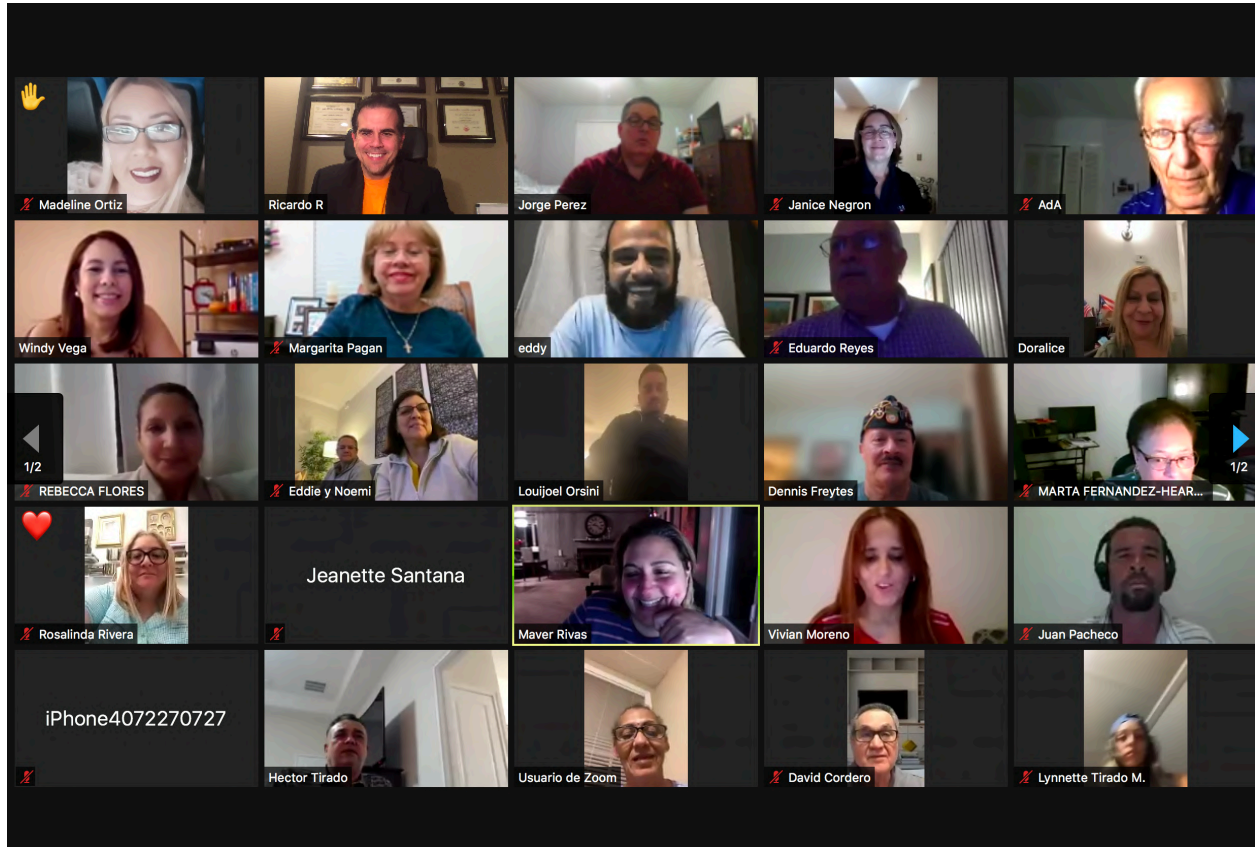 Madeline Ortiz
Ricardo R
Jorge Perez
Janice Negron
AdA
Windy Vega
Margarita Pagan
eddy
Eduardo Reyes
Doralice
1/2
REBECCA FLORES
Eddie y Noemi
Louijoel Orsini
Dennis Freytes
MARTA FERNANDEZ-HEAR...
1/2
Rosalinda Rivera
Jeanette Santana
Maver Rivas
Vivian Moreno
Juan Pacheco
iPhone4072270727
Hector Tirado
Usuario de Zoom
David Cordero
Lynnette Tirado M.